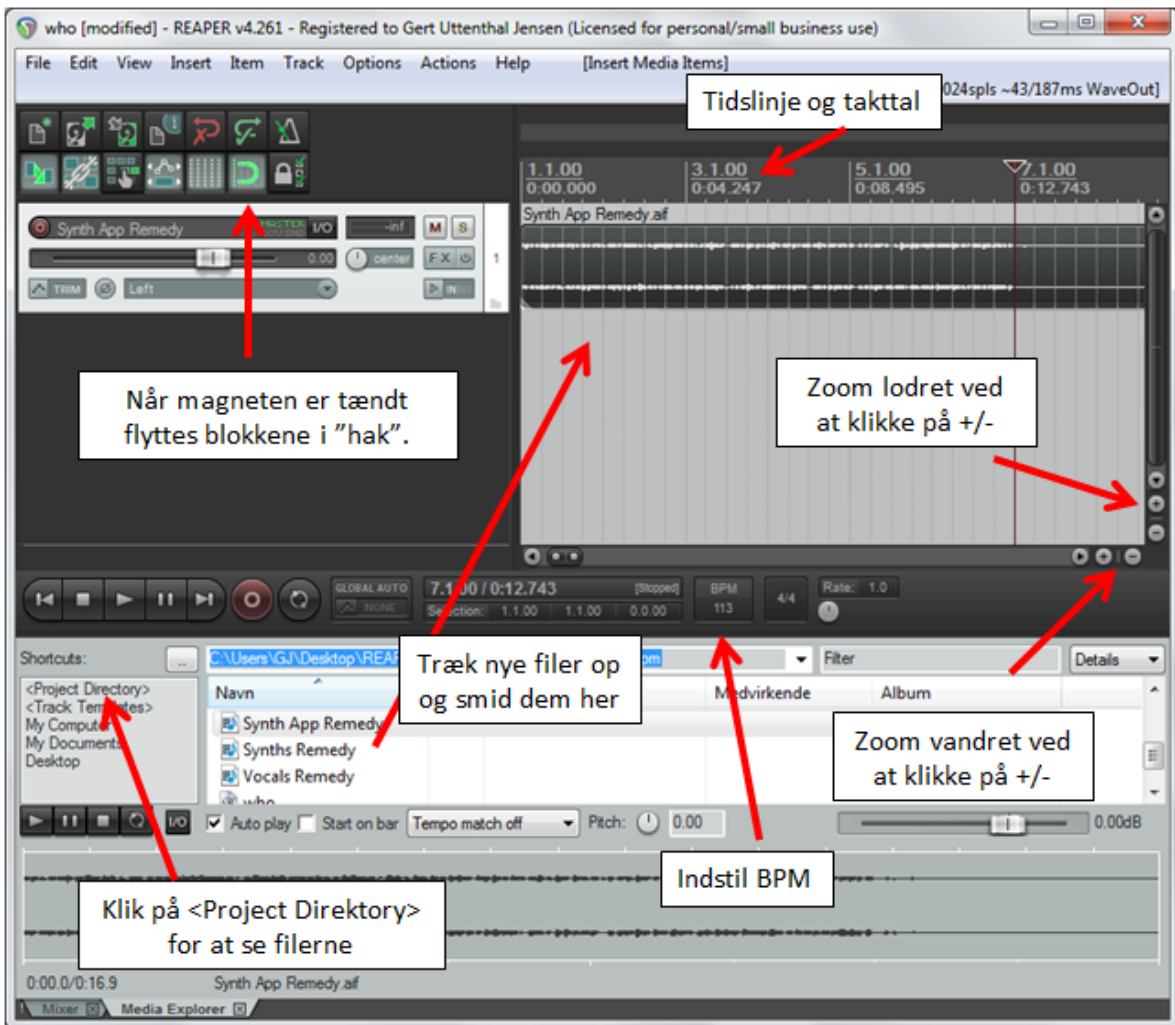 who [modified] - REAPER v4.261 - Registered to Gert Uttenthal Jensen (Licensed for personal/small business use)
File Edit View Insert Item Track Options Actions Help [Insert Media Items]
024spls ~43/187ms WaveOut]
Tidslinje og takttal
1.1.00 3.1.00 5.1.00 7.1.00
0:00.000 0:04.247 0:08.495 0:12.743
Synth App Remedy.aif
Synth App Remedy MASTER I/O -inf M S
0.00 center FX 1
TRIM Left IN
Når magneten er tændt
flyttes blokkene i ”hak”.
Zoom lodret ved
at klikke på +/-
GLOBAL AUTO 7.1.00 / 0:12.743 [Stopped] BPM 4/4 Rate: 1.0
NONE Selection: 1.1.00 1.1.00 0.0.00 113
Træk nye filer op
og smid dem her
Shortcuts: .. C:\Users\GJ\Desktop\REAP om Filter Details
<Project Directory>
<Track Templates>
My Computer
My Documents
Desktop
Navn Medvirkende Album
Synth App Remedy
Synths Remedy
Vocals Remedy
who
Zoom vandret ved
at klikke på +/-
I/O Auto play Start on bar Tempo match off Pitch: 0.00 0.00dB
Indstil BPM
Klik på <Project Direktory>
for at se filerne
0:00.0/0:16.9 Synth App Remedy.aif
! Mixer Media Explorer